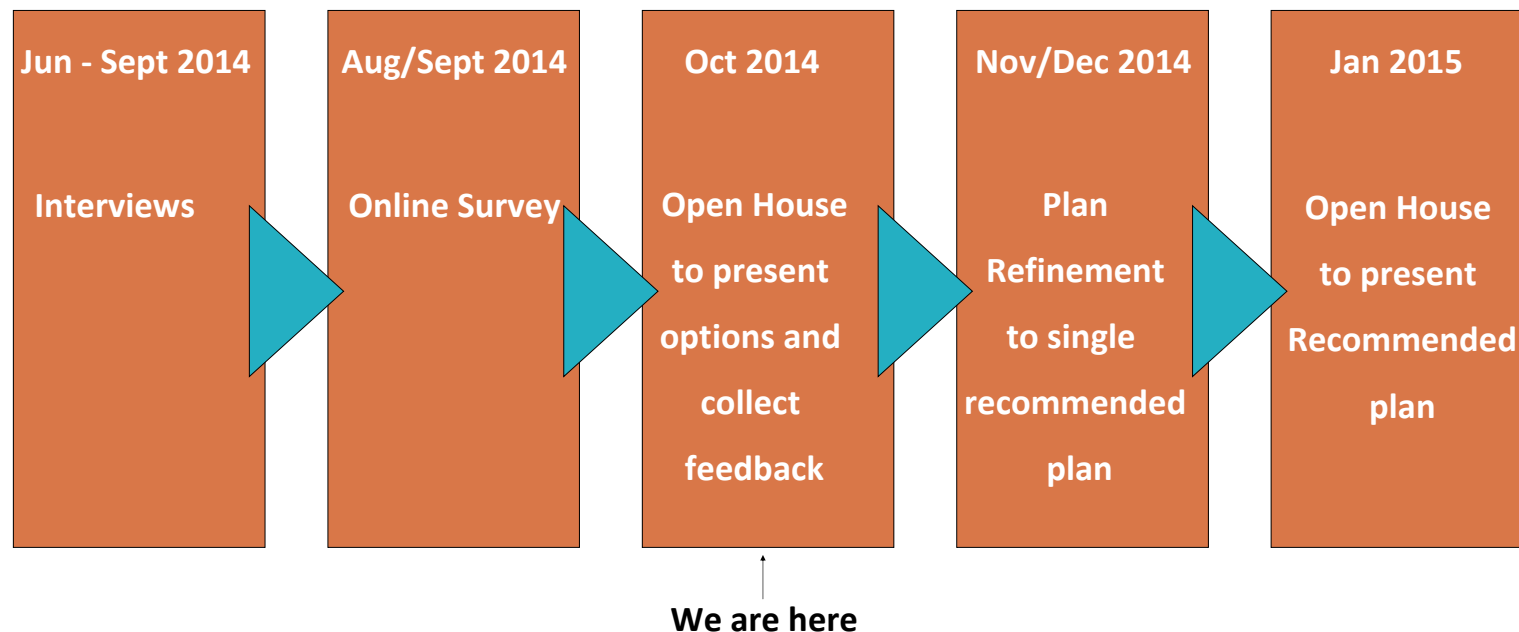 Jun - Sept 2014
Interviews
Aug/Sept 2014
Online Survey
Oct 2014
Open House
to present
options and
collect
feedback
Nov/Dec 2014
Plan
Refinement
to single
recommended
plan
Jan 2015
Open House
to present
Recommended
plan
We are here